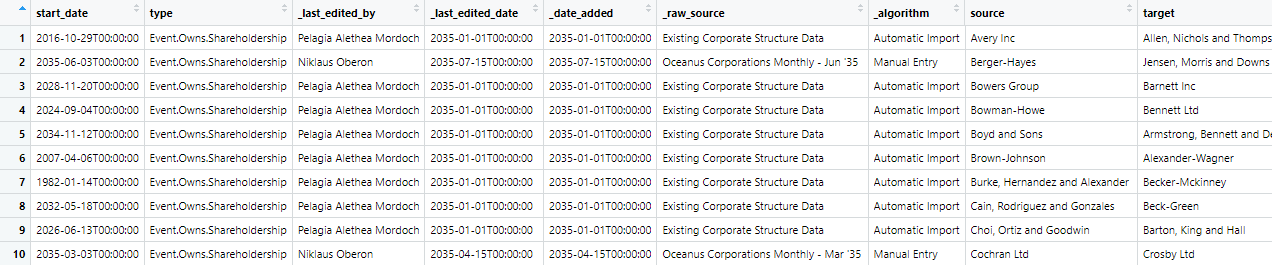 start_date type _last_edited_by _last_edited_date _date_added _raw_source _algorithm source target
1 2016-10-29T00:00:00 Event.Owns.Shareholdership Pelagia Alethea Mordoch 2035-01-01T00:00:00 2035-01-01T00:00:00 Existing Corporate Structure Data Automatic Import Avery Inc Allen, Nichols and Thomps
2 2035-06-03T00:00:00 Event.Owns.Shareholdership Niklaus Oberon 2035-07-15T00:00:00 2035-07-15T00:00:00 Oceanus Corporations Monthly - Jun '35 Manual Entry Berger-Hayes Jensen, Morris and Downs
3 2028-11-20T00:00:00 Event.Owns.Shareholdership Pelagia Alethea Mordoch 2035-01-01T00:00:00 2035-01-01T00:00:00 Existing Corporate Structure Data Automatic Import Bowers Group Barnett Inc
4 2024-09-04T00:00:00 Event.Owns.Shareholdership Pelagia Alethea Mordoch 2035-01-01T00:00:00 2035-01-01T00:00:00 Existing Corporate Structure Data Automatic Import Bowman-Howe Bennett Ltd
5 2034-11-12T00:00:00 Event.Owns.Shareholdership Pelagia Alethea Mordoch 2035-01-01T00:00:00 2035-01-01T00:00:00 Existing Corporate Structure Data Automatic Import Boyd and Sons Armstrong, Bennett and De
6 2007-04-06T00:00:00 Event.Owns.Shareholdership Pelagia Alethea Mordoch 2035-01-01T00:00:00 2035-01-01T00:00:00 Existing Corporate Structure Data Automatic Import Brown-Johnson Alexander-Wagner
7 1982-01-14T00:00:00 Event.Owns.Shareholdership Pelagia Alethea Mordoch 2035-01-01T00:00:00 2035-01-01T00:00:00 Existing Corporate Structure Data Automatic Import Burke, Hernandez and Alexander Becker-Mckinney
8 2032-05-18T00:00:00 Event.Owns.Shareholdership Pelagia Alethea Mordoch 2035-01-01T00:00:00 2035-01-01T00:00:00 Existing Corporate Structure Data Automatic Import Cain, Rodriguez and Gonzales Beck-Green
9 2026-06-13T00:00:00 Event.Owns.Shareholdership Pelagia Alethea Mordoch 2035-01-01T00:00:00 2035-01-01T00:00:00 Existing Corporate Structure Data Automatic Import Choi, Ortiz and Goodwin Barton, King and Hall
10 2035-03-03T00:00:00 Event.Owns.Shareholdership Niklaus Oberon 2035-04-15T00:00:00 2035-04-15T00:00:00 Oceanus Corporations Monthly - Mar '35 Manual Entry Cochran Ltd Crosby Ltd